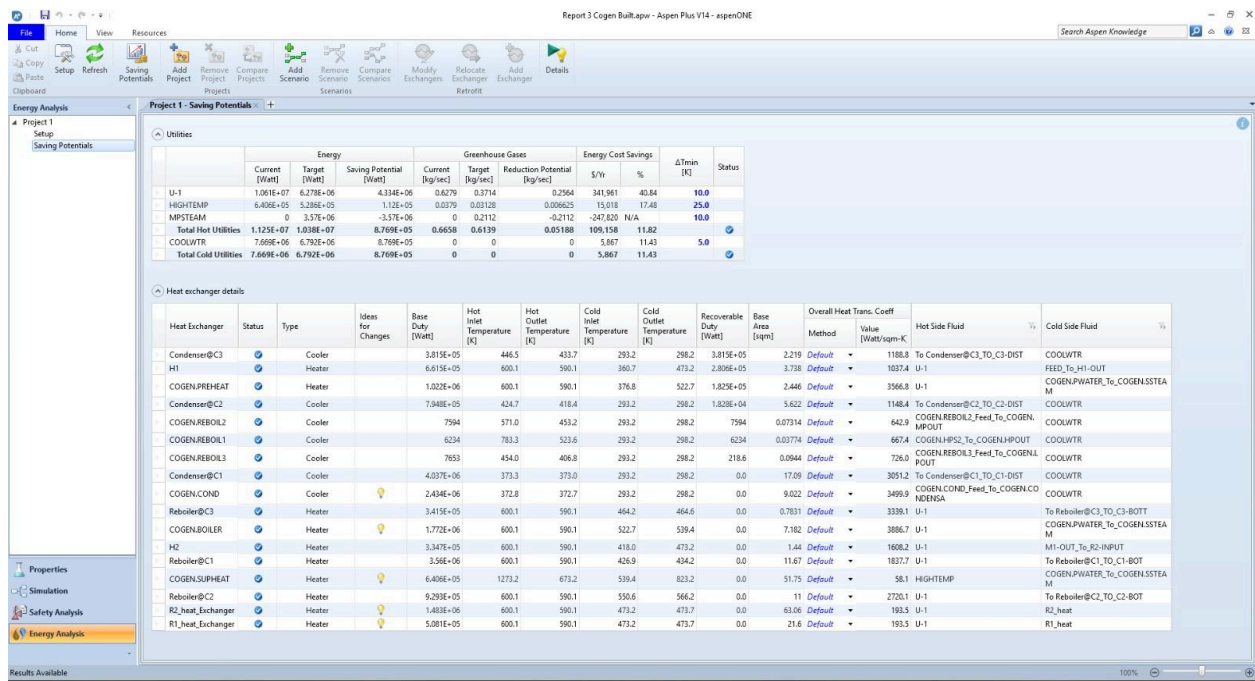 Report 3 Cogen Built.apw - Aspen Plus V14 - aspenONE
File Home View Resources Search Aspen Knowledge
Cut
Copy
Paste
Setup Refresh Saving Potentials Add Project Remove Project Compare Projects Add Scenario Remove Scenario Compare Scenarios Modify Exchangers Relocate Exchanger Add Exchanger Details
Clipboard Projects Scenarios Retrofit
Energy Analysis
Project 1
Setup
Saving Potentials
Project 1 - Saving Potentials
Utilities
Energy Greenhouse Gases Energy Cost Savings ΔTmin [K] Status
Current [Watt] Target [Watt] Saving Potential [Watt] Current [kg/sec] Target [kg/sec] Reduction Potential [kg/sec] $/Yr %
U-1 1.061E+07 6.278E+06 4.334E+06 0.6279 0.3714 0.2564 341,961 40.84 10.0
HIGHTEMP 6.406E+05 5.286E+05 1.12E+05 0.0379 0.03128 0.006625 15,018 17.48 25.0
MPSTEAM 0 3.57E+06 -3.57E+06 0 0.2112 -0.2112 -247,820 N/A 10.0
Total Hot Utilities 1.125E+07 1.038E+07 8.769E+05 0.6658 0.6139 0.05188 109,158 11.82
COOLWTR 7.669E+06 6.792E+06 8.769E+05 0 0 0 5,867 11.43 5.0
Total Cold Utilities 7.669E+06 6.792E+06 8.769E+05 0 0 0 5,867 11.43
Heat exchanger details
Heat Exchanger Status Type Ideas for Changes Base Duty [Watt] Hot Inlet Temperature [K] Hot Outlet Temperature [K] Cold Inlet Temperature [K] Cold Outlet Temperature [K] Recoverable Duty [Watt] Base Area [sqm] Overall Heat Trans. Coeff Method Value [Watt/sqm-K] Hot Side Fluid Cold Side Fluid
Condenser@C3 Cooler 3.815E+05 446.5 433.7 293.2 298.2 3.815E+05 2.219 Default 1188.8 To Condenser@C3_TO_C3-DIST COOLWTR
H1 Heater 6.615E+05 600.1 590.1 360.7 473.2 2.806E+05 3.738 Default 1037.4 U-1 FEED_To_H1-OUT
COGEN.PREHEAT Heater 1.022E+06 600.1 590.1 376.8 522.7 1.825E+05 2.446 Default 3566.8 U-1 COGEN.PWATER_To_COGEN.SSTEAM
Condenser@C2 Cooler 7.948E+05 424.7 418.4 293.2 298.2 1.828E+04 5.622 Default 1148.4 To Condenser@C2_TO_C2-DIST COOLWTR
COGEN.REBOIL2 Cooler 7594 571.0 453.2 293.2 298.2 7594 0.07314 Default 642.9 COGEN.REBOIL2_Feed_To_COGEN.MPOUT COOLWTR
COGEN.REBOIL1 Cooler 6234 783.3 523.6 293.2 298.2 6234 0.03774 Default 667.4 COGEN.HPS2_To_COGEN.HPOUT COOLWTR
COGEN.REBOIL3 Cooler 7653 454.0 406.8 293.2 298.2 218.6 0.0944 Default 726.0 COGEN.REBOIL3_Feed_To_COGEN.LPOUT COOLWTR
Condenser@C1 Cooler 4.037E+06 373.3 373.0 293.2 298.2 0.0 17.09 Default 3051.2 To Condenser@C1_TO_C1-DIST COOLWTR
COGEN.COND Cooler 2.434E+06 372.8 372.7 293.2 298.2 0.0 9.022 Default 3499.9 COGEN.COND_Feed_To_COGEN.CONDENSA COOLWTR
Reboiler@C3 Heater 3.415E+05 600.1 590.1 464.2 464.6 0.0 0.7831 Default 3339.1 U-1 To Reboiler@C3_TO_C3-BOTT
COGEN.BOILER Heater 1.772E+06 600.1 590.1 522.7 539.4 0.0 7.182 Default 3886.7 U-1 COGEN.PWATER_To_COGEN.SSTEAM
H2 Heater 3.347E+05 600.1 590.1 418.0 473.2 0.0 1.44 Default 1608.2 U-1 M1-OUT_To_R2-INPUT
Reboiler@C1 Heater 3.56E+06 600.1 590.1 426.9 434.2 0.0 11.67 Default 1837.7 U-1 To Reboiler@C1_TO_C1-BOT
COGEN.SUPHEAT Heater 6.406E+05 1273.2 673.2 539.4 823.2 0.0 51.75 Default 58.1 HIGHTEMP COGEN.PWATER_To_COGEN.SSTEAM
Reboiler@C2 Heater 9.293E+05 600.1 590.1 550.6 566.2 0.0 11 Default 2720.1 U-1 To Reboiler@C2_TO_C2-BOT
R2_heat_Exchanger Heater 1.483E+06 600.1 590.1 473.2 473.7 0.0 63.06 Default 193.5 U-1 R2_heat
R1_heat_Exchanger Heater 5.081E+05 600.1 590.1 473.2 473.7 0.0 21.6 Default 193.5 U-1 R1_heat
Properties
Simulation
Safety Analysis
Energy Analysis
Results Available 100%